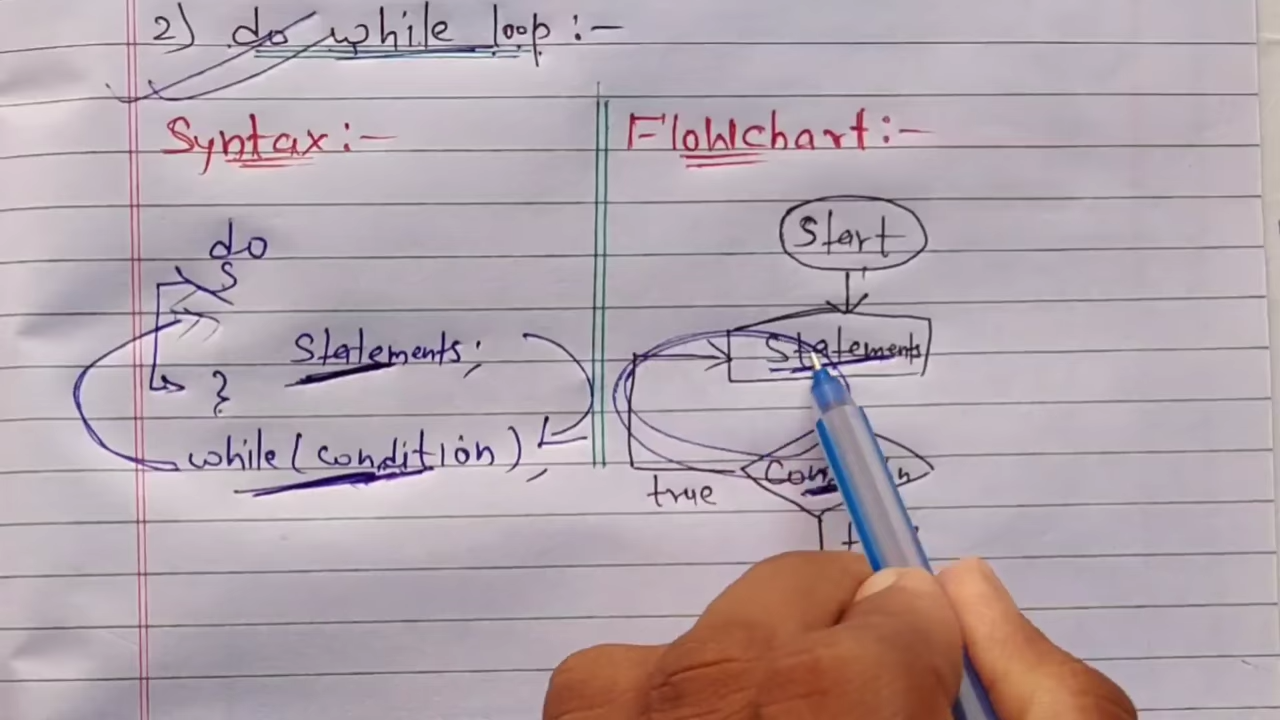 2) do while loop :-
Syntax :-
do
{
Statements;
}
while (condition);
Flowchart :-
Start
Statements
true